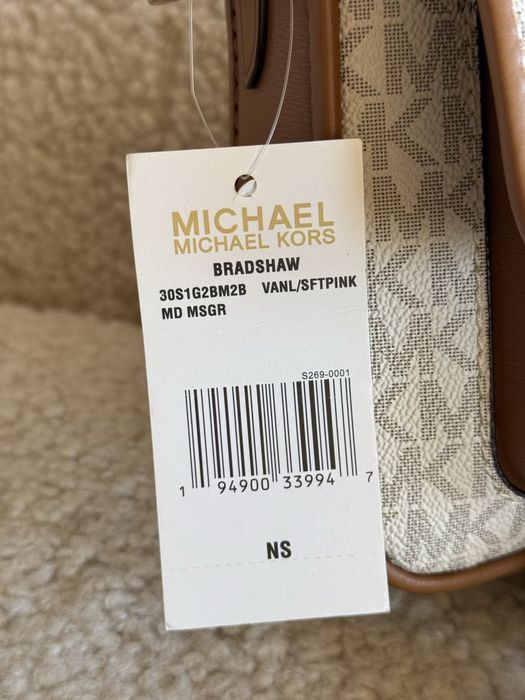 MICHAEL
MICHAEL KORS
BRADSHAW
30S1G2BM2B VANL/SFTPINK
MD MSGR
S269-0001
1 94900 33994 7
NS